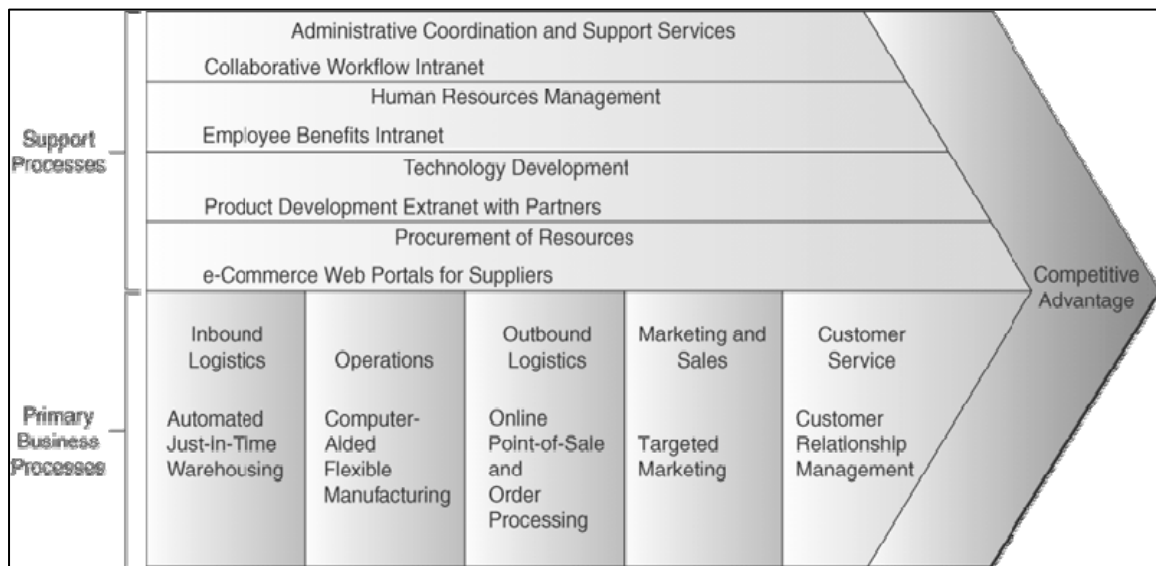 Administrative Coordination and Support Services
Collaborative Workflow Intranet
Human Resources Management
Employee Benefits Intranet
Technology Development
Product Development Extranet with Partners
Procurement of Resources
e-Commerce Web Portals for Suppliers
Support
Processes
Competitive
Advantage
Inbound
Logistics
Automated
Just-In-Time
Warehousing
Operations
Computer-
Aided
Flexible
Manufacturing
Outbound
Logistics
Online
Point-of-Sale
and
Order
Processing
Marketing and
Sales
Targeted
Marketing
Customer
Service
Customer
Relationship
Management
Primary
Business
Processes